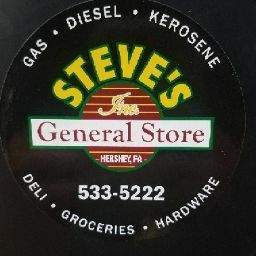 GAS • DIESEL • KEROSENE
STEVE'S
Inc.
General Store
- HERSHEY, PA -
533-5222
DELI • GROCERIES • HARDWARE